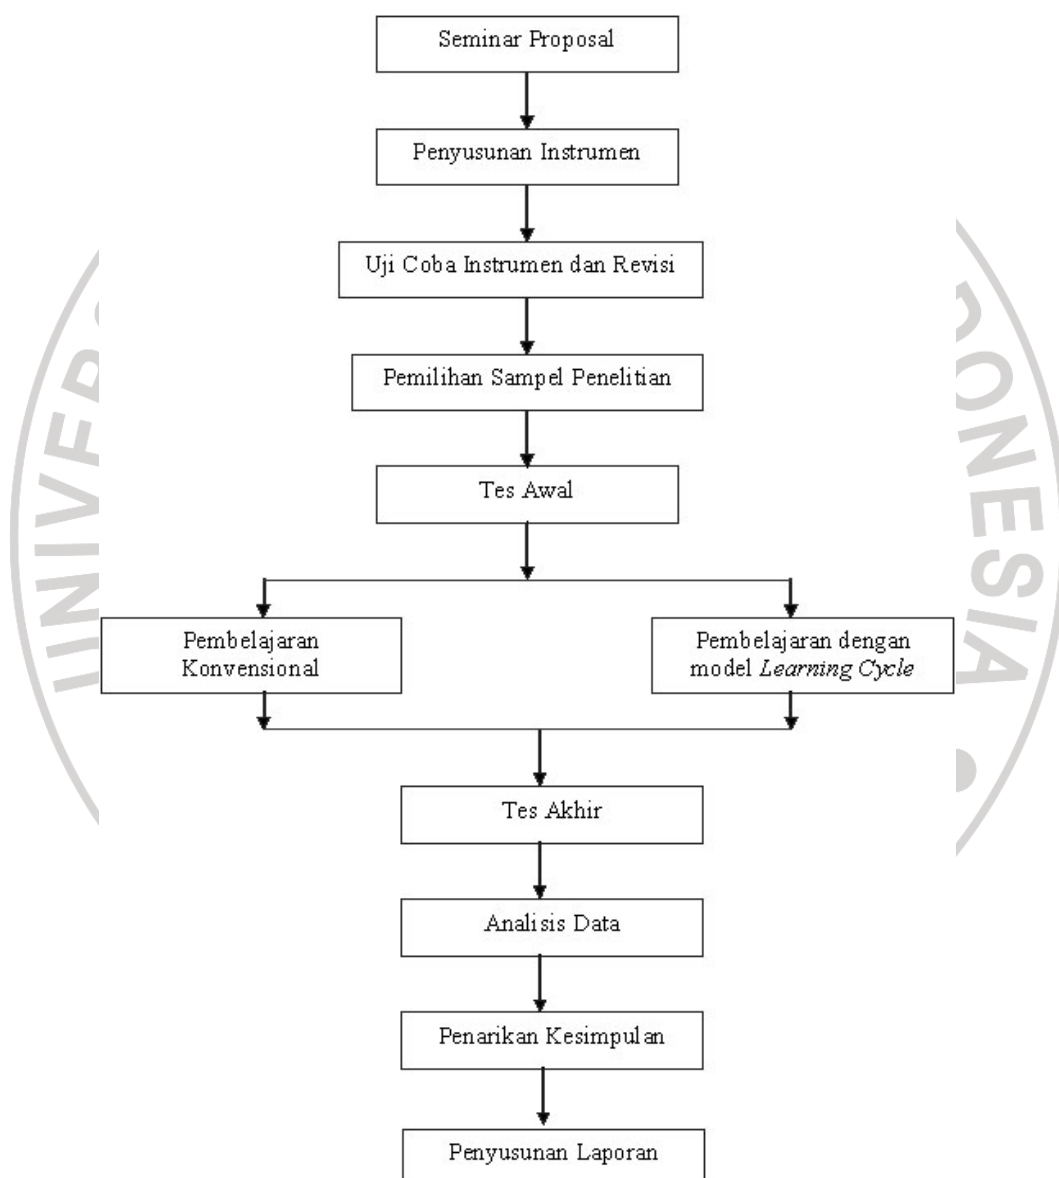 Seminar Proposal
Penyusunan Instrumen
Uji Coba Instrumen dan Revisi
Pemilihan Sampel Penelitian
Tes Awal
Pembelajaran
Konvensional
Pembelajaran dengan
model Learning Cycle
Tes Akhir
Analisis Data
Penarikan Kesimpulan
Penyusunan Laporan